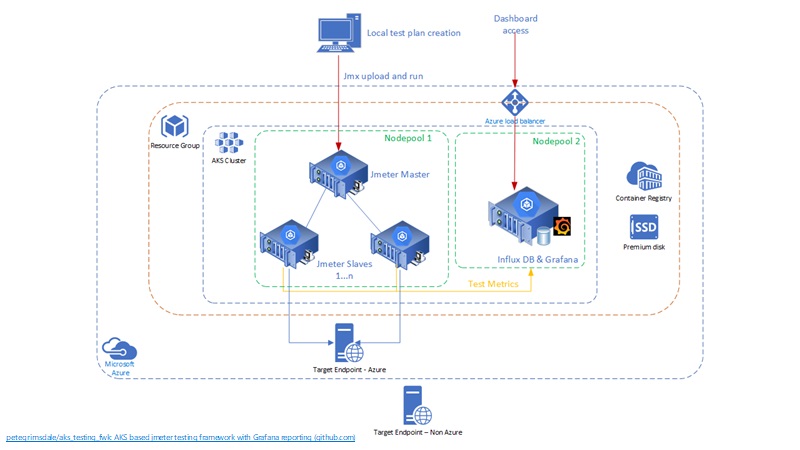 Local test plan creation
Dashboard
access
Jmx upload and run
Azure load balancer
Resource Group
AKS Cluster
Nodepool 1
Nodepool 2
Jmeter Master
Container Registry
SSD
Premium disk
Jmeter Slaves
1...n
Influx DB & Grafana
Test Metrics
Microsoft
Azure
Target Endpoint - Azure
Target Endpoint – Non Azure
petegrimsdale/aks_testing_fwk: AKS based jmeter testing framework with Grafana reporting (github.com)